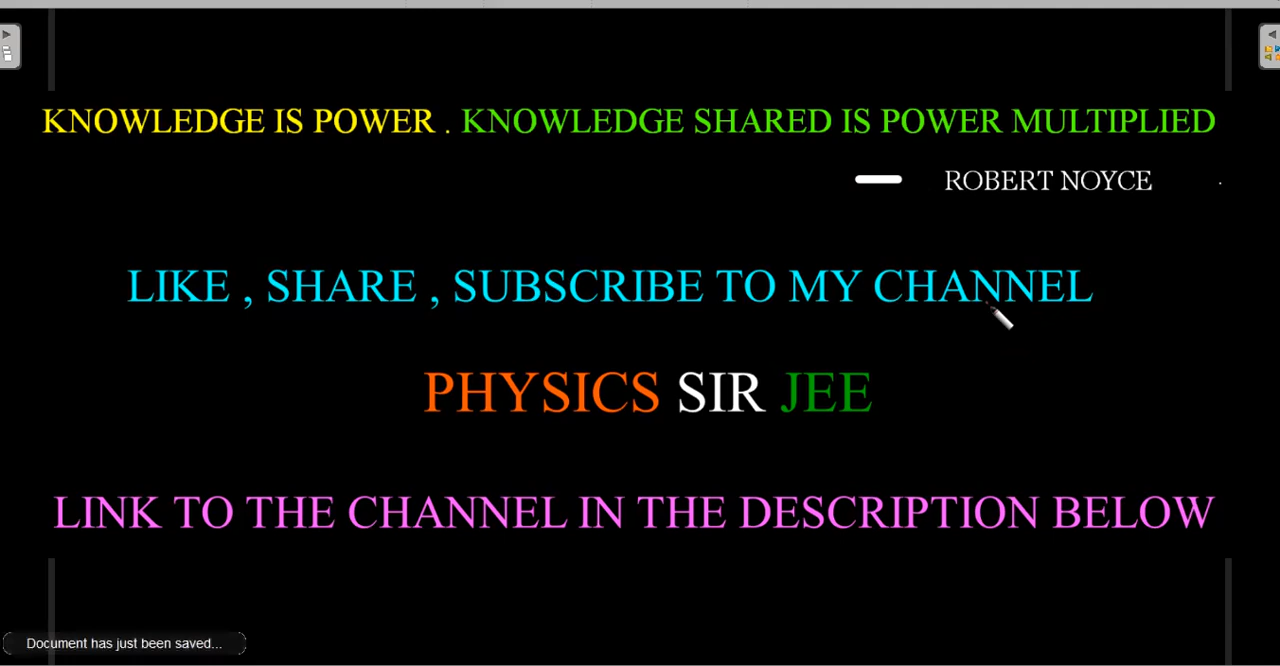 KNOWLEDGE IS POWER . KNOWLEDGE SHARED IS POWER MULTIPLIED
— ROBERT NOYCE .
LIKE , SHARE , SUBSCRIBE TO MY CHANNEL
PHYSICS SIR JEE
LINK TO THE CHANNEL IN THE DESCRIPTION BELOW
Document has just been saved...